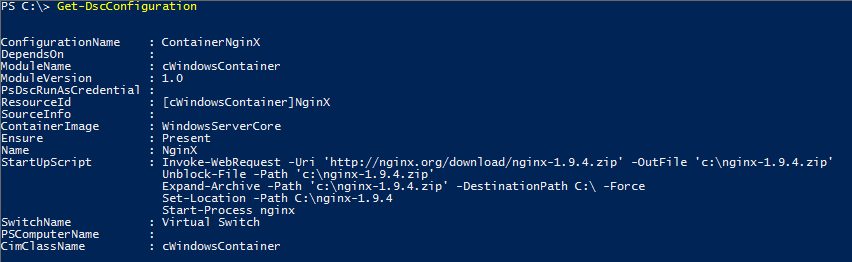 PS C:\> Get-DscConfiguration
ConfigurationName    : ContainerNginX
DependsOn            :
ModuleName           : cWindowsContainer
ModuleVersion        : 1.0
PsDscRunAsCredential :
ResourceId           : [cWindowsContainer]NginX
SourceInfo           :
ContainerImage       : WindowsServerCore
Ensure               : Present
Name                 : NginX
StartUpScript        : Invoke-WebRequest -Uri 'http://nginx.org/download/nginx-1.9.4.zip' -OutFile 'c:\nginx-1.9.4.zip'
                       Unblock-File -Path 'c:\nginx-1.9.4.zip'
                       Expand-Archive -Path 'c:\nginx-1.9.4.zip' -DestinationPath C:\ -Force
                       Set-Location -Path C:\nginx-1.9.4
                       Start-Process nginx
SwitchName           : Virtual Switch
PSComputerName       :
CimClassName         : cWindowsContainer